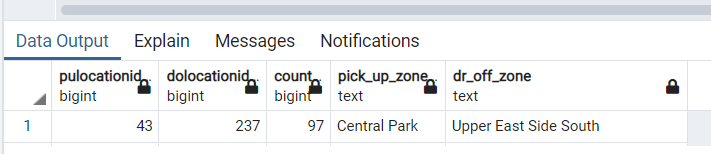 Data Output Explain Messages Notifications
pulocationid dolocationid count pick_up_zone dr_off_zone
bigint bigint bigint text text
1 43 237 97 Central Park Upper East Side South